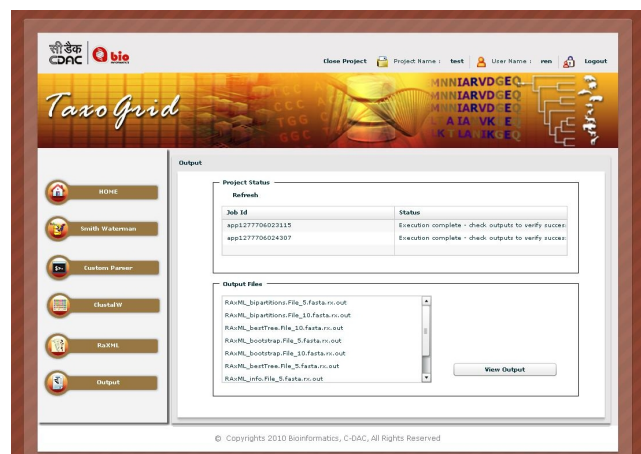 सी डैक
CDAC
bio
Close Project
Project Name : test
User Name : ren
Logout
TaxoGrid
MNNIARVDGEQ
MNNIARVDGEQ
Output
HOME
Smith Waterman
Custom Parser
ClustalW
RaXML
Output
Project Status
Refresh
Job Id Status
app1277706023115 Execution complete - check outputs to verify succes
app1277706024307 Execution complete - check outputs to verify succes
Output Files
RAxML_bipartitions.File_5.fasta.rx.out
RAxML_bipartitions.File_10.fasta.rx.out
RAxML_bestTree.File_10.fasta.rx.out
RAxML_bootstrap.File_5.fasta.rx.out
RAxML_bootstrap.File_10.fasta.rx.out
RAxML_bestTree.File_5.fasta.rx.out
RAxML_info.File_5.fasta.rx.out
View Output
© Copyrights 2010 Bioinformatics, C-DAC, All Rights Reserved